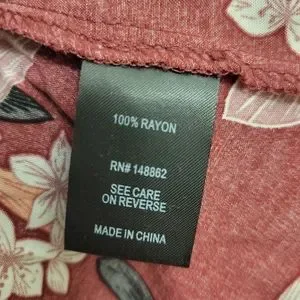 100% RAYON
RN# 148862
SEE CARE
ON REVERSE
MADE IN CHINA